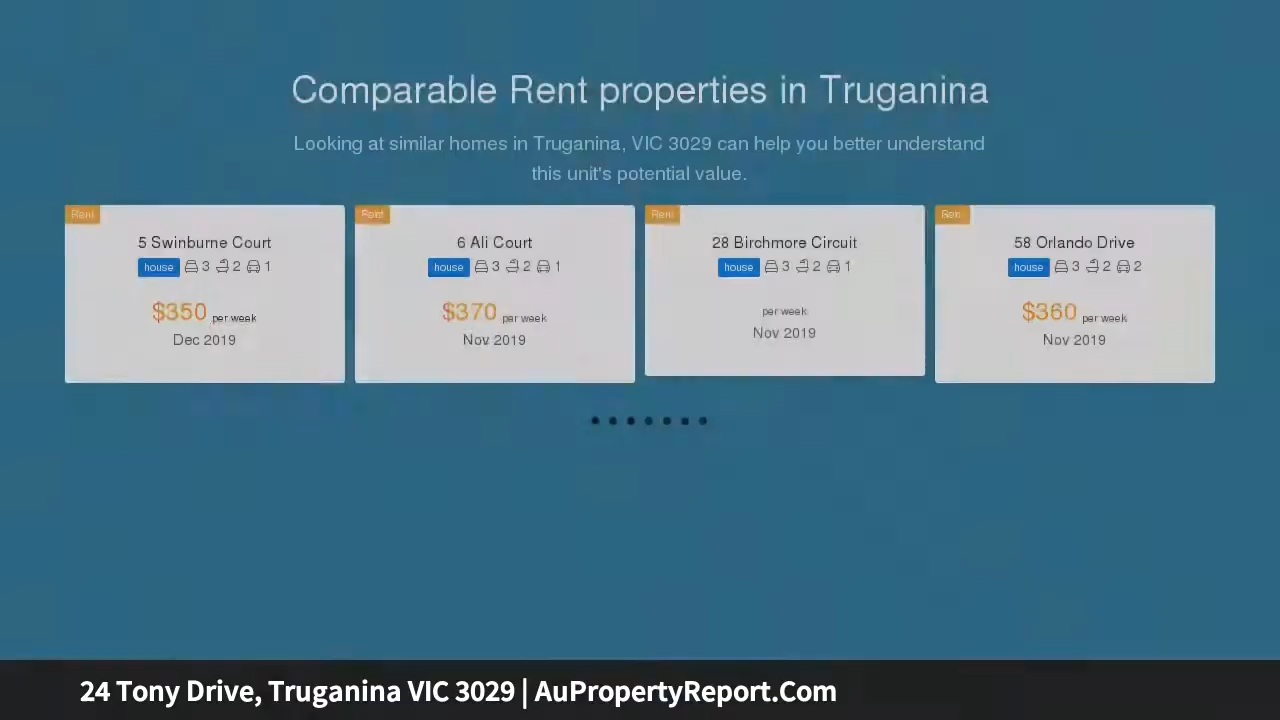 Comparable Rent properties in Truganina
Looking at similar homes in Truganina, VIC 3029 can help you better understand
this unit's potential value.
Rent
5 Swinburne Court
house 3 2 1
$350 per week
Dec 2019
Rent
6 Ali Court
house 3 2 1
$370 per week
Nov 2019
Rent
28 Birchmore Circuit
house 3 2 1
per week
Nov 2019
Rent
58 Orlando Drive
house 3 2 2
$360 per week
Nov 2019
24 Tony Drive, Truganina VIC 3029 | AuPropertyReport.Com